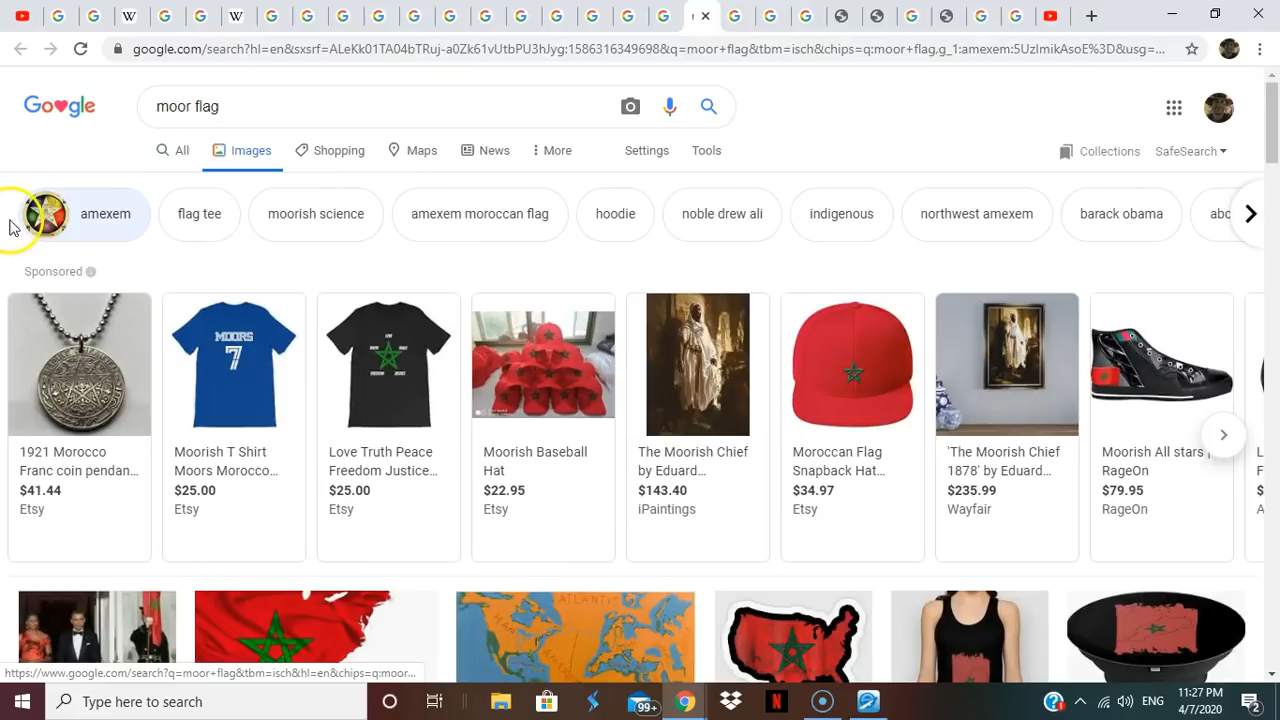 google.com/search?hl=en&sxsrf=ALeKk01TA04bTRuj-a0Zk61vUtbPU3hJyg:1586316349698&q=moor+flag&tbm=isch&chips=q:moor+flag,g_1:amexem:5UzImikAsoE%3D&usg=...
Google
moor flag
All
Images
Shopping
Maps
News
More
Settings
Tools
Collections
SafeSearch
amexem
flag tee
moorish science
amexem moroccan flag
hoodie
noble drew ali
indigenous
northwest amexem
barack obama
Sponsored
MOORS
7
1921 Morocco
Franc coin pendan...
$41.44
Etsy
Moorish T Shirt
Moors Morocco...
$25.00
Etsy
Love Truth Peace
Freedom Justice...
$25.00
Etsy
Moorish Baseball
Hat
$22.95
Etsy
The Moorish Chief
by Eduard...
$143.40
iPaintings
Moroccan Flag
Snapback Hat...
$34.97
Etsy
'The Moorish Chief
1878' by Eduard...
$235.99
Wayfair
Moorish All stars |
RageOn
$79.95
RageOn
ATLANTIS
https://www.google.com/search?q=moor+flag&tbm=isch&hl=en&chips=q:moor...
Type here to search
99+
ENG
11:27 PM
4/7/2020
2